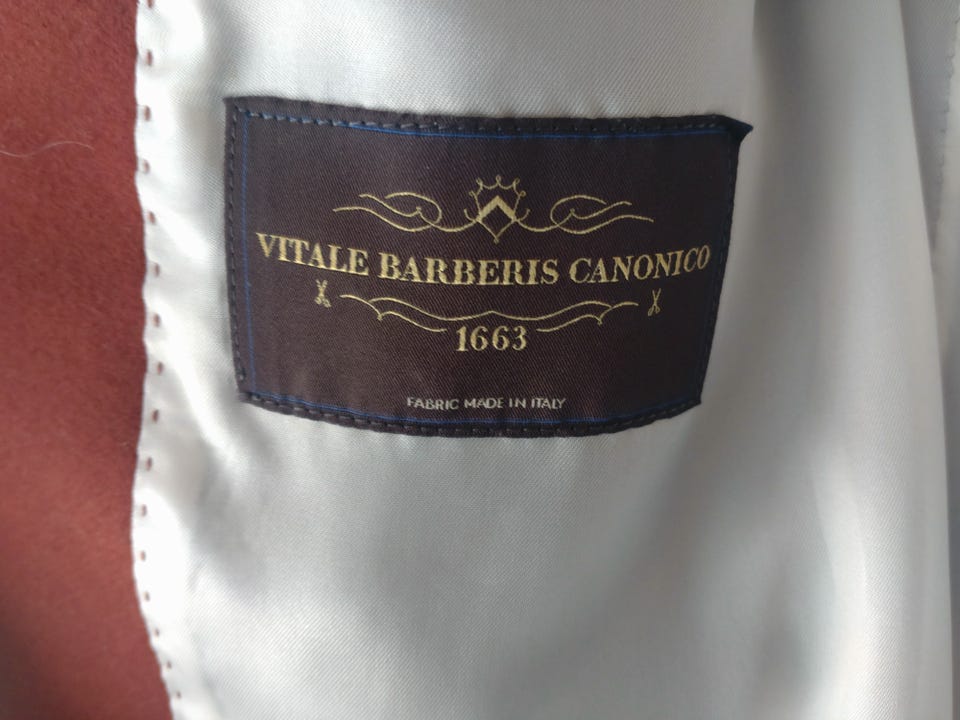 VITALE BARBERIS CANONICO
1663
FABRIC MADE IN ITALY